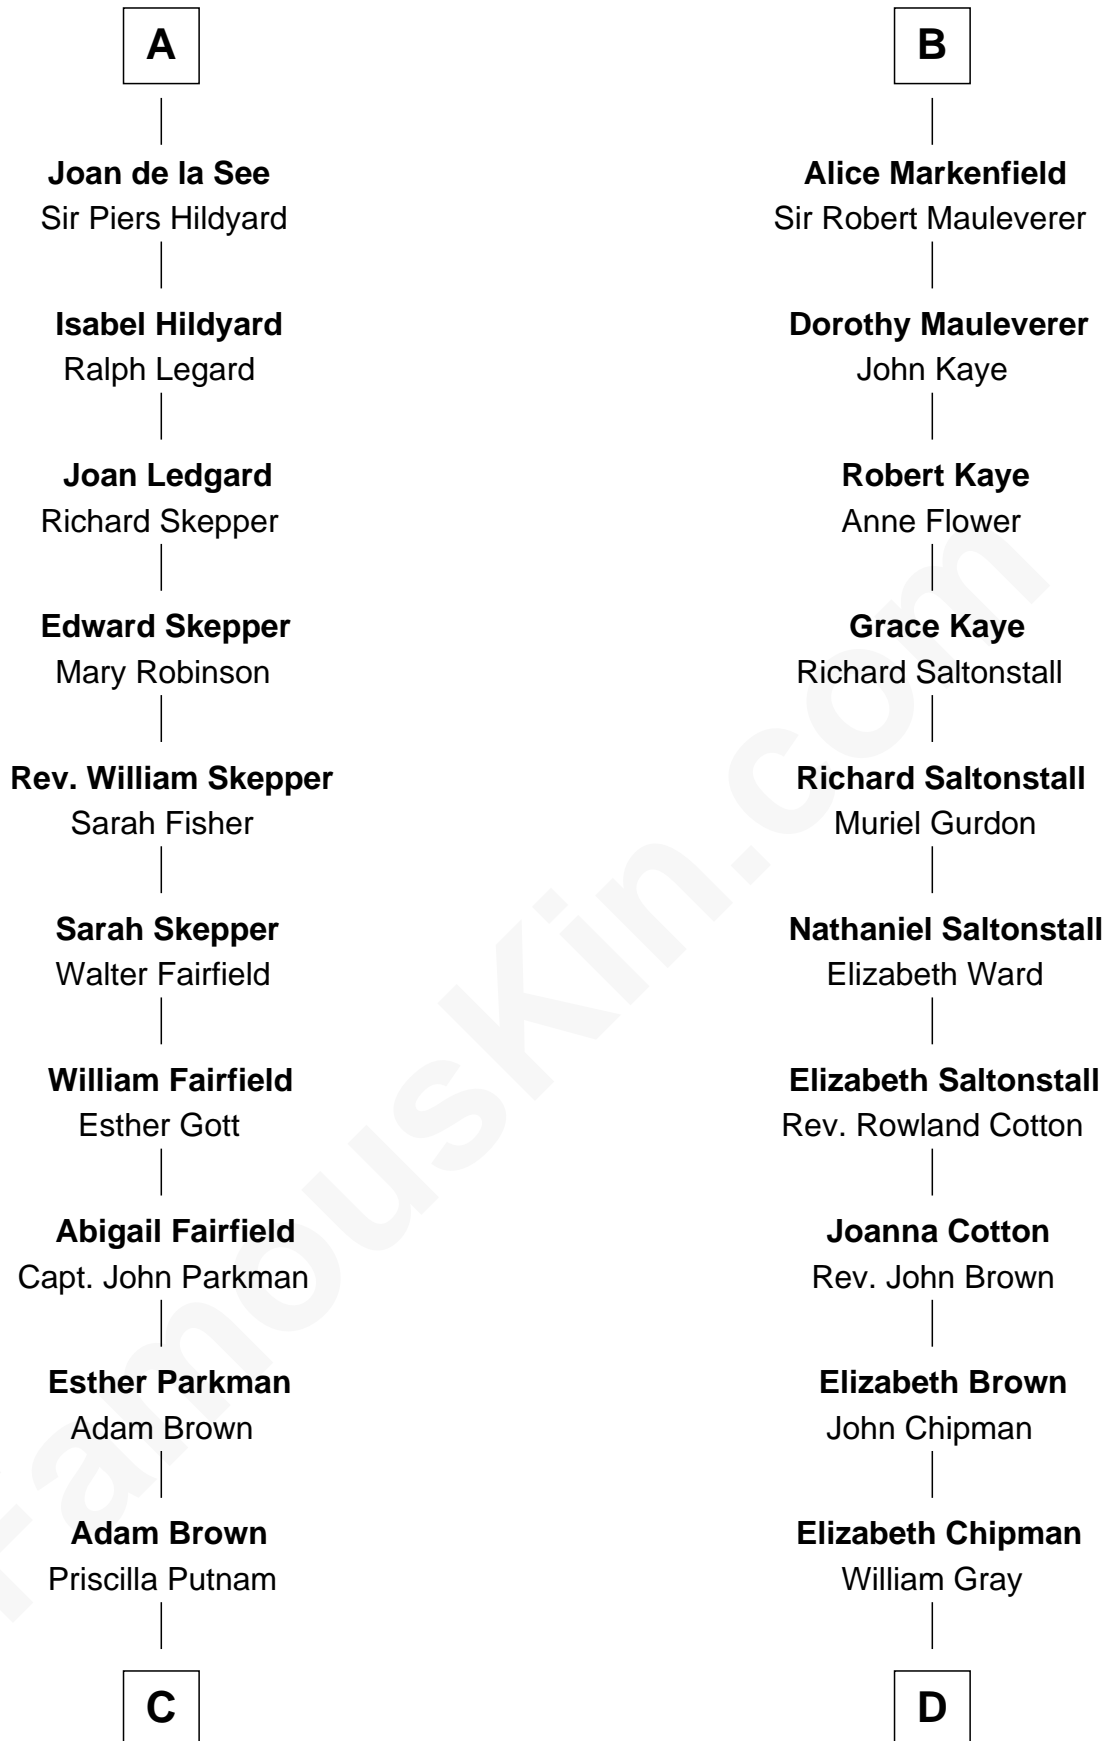 A
Joan de la See
Sir Piers Hildyard
Isabel Hildyard
Ralph Legard
Joan Ledgard
Richard Skepper
Edward Skepper
Mary Robinson
Rev. William Skepper
Sarah Fisher
Sarah Skepper
Walter Fairfield
William Fairfield
Esther Gott
Abigail Fairfield
Capt. John Parkman
Esther Parkman
Adam Brown
Adam Brown
Priscilla Putnam
C
B
Alice Markenfield
Sir Robert Mauleverer
Dorothy Mauleverer
John Kaye
Robert Kaye
Anne Flower
Grace Kaye
Richard Saltonstall
Richard Saltonstall
Muriel Gurdon
Nathaniel Saltonstall
Elizabeth Ward
Elizabeth Saltonstall
Rev. Rowland Cotton
Joanna Cotton
Rev. John Brown
Elizabeth Brown
John Chipman
Elizabeth Chipman
William Gray
D
FamousKin.com